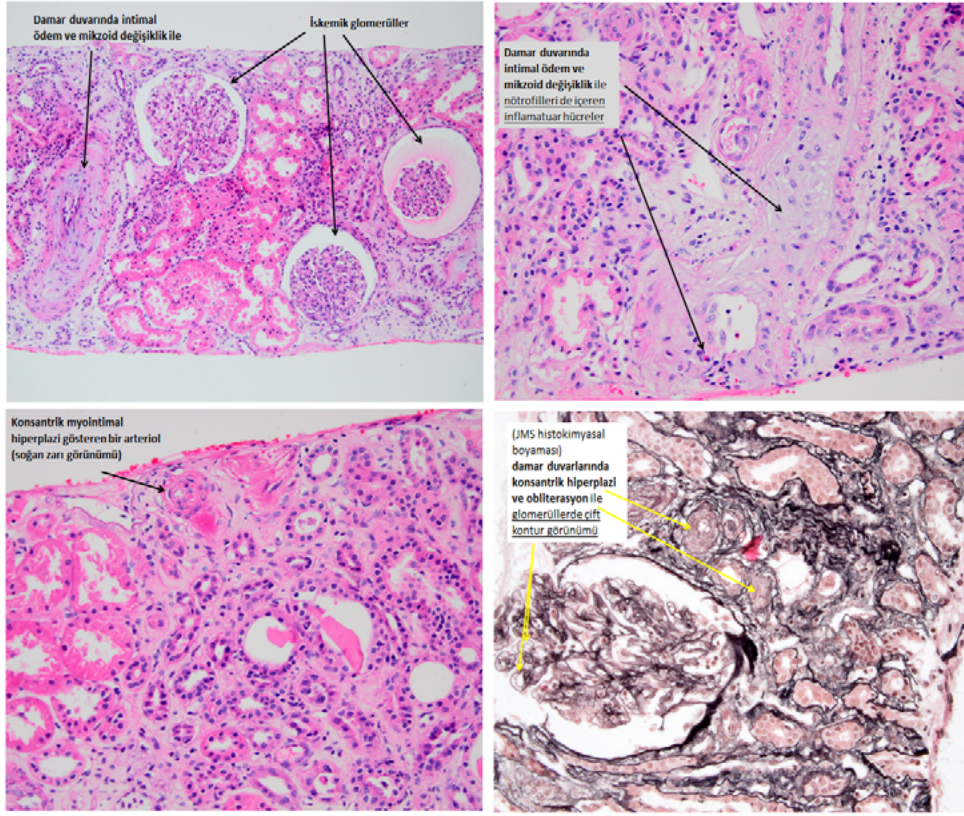 Damar duvarında intimal
ödem ve mikzoid değişiklik ile
İskemik glomerüller
Damar duvarında
intimal ödem ve
mikzoid değişiklik ile
nötrofilleri de içeren
inflamatuar hücreler
Konsantrik myointimal
hiperplazi gösteren bir arteriol
(soğan zarı görünümü)
(JMS histokimyasal
boyaması)
damar duvarlarında
konsantrik hiperplazi
ve obliterasyon ile
glomerüllerde çift
kontur görünümü